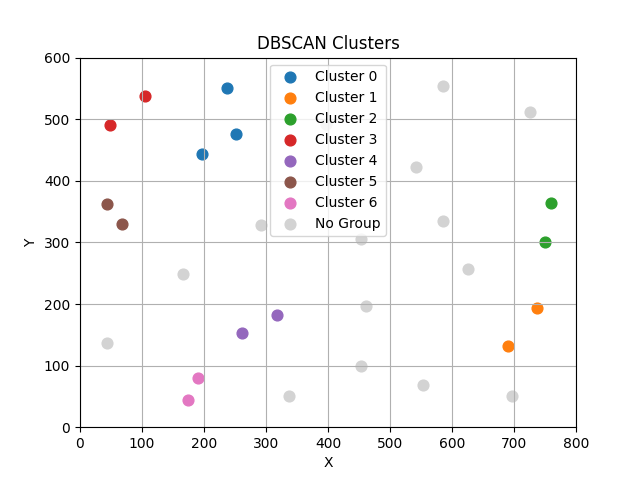 DBSCAN Clusters
600
500
400
300
200
100
0
Y
Cluster 0
Cluster 1
Cluster 2
Cluster 3
Cluster 4
Cluster 5
Cluster 6
No Group
0 100 200 300 400 500 600 700 800
X